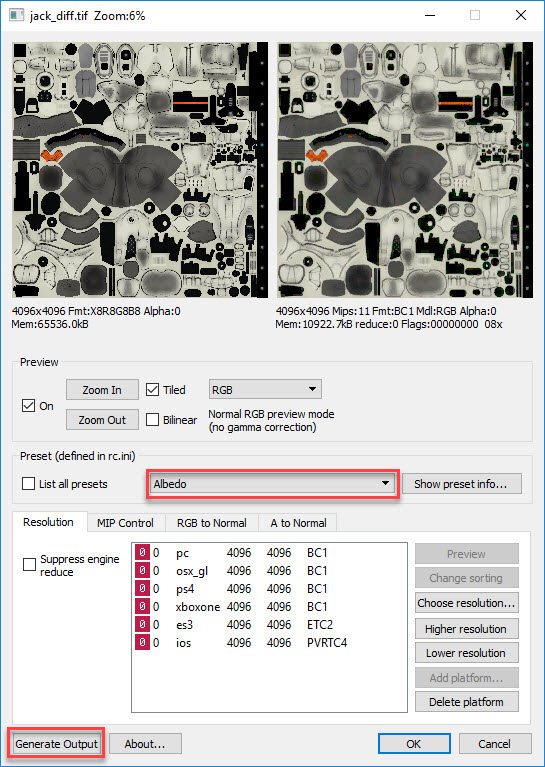 jack_diff.tif Zoom:6%
4096x4096 Fmt:X8R8G8B8 Alpha:0
Mem:65536.0kB
4096x4096 Mips:11 Fmt:BC1 Mdl:RGB Alpha:0
Mem:10922.7kB reduce:0 Flags:00000000 08x
Preview
On
Zoom In
Tiled
RGB
Zoom Out
Bilinear
Normal RGB preview mode
(no gamma correction)
Preset (defined in rc.ini)
List all presets
Albedo
Show preset info...
Resolution
MIP Control
RGB to Normal
A to Normal
Suppress engine
reduce
0 0 pc 4096 4096 BC1
0 0 osx_gl 4096 4096 BC1
0 0 ps4 4096 4096 BC1
0 0 xboxone 4096 4096 BC1
0 0 es3 4096 4096 ETC2
0 0 ios 4096 4096 PVRTC4
Preview
Change sorting
Choose resolution...
Higher resolution
Lower resolution
Add platform...
Delete platform
Generate Output
About...
OK
Cancel